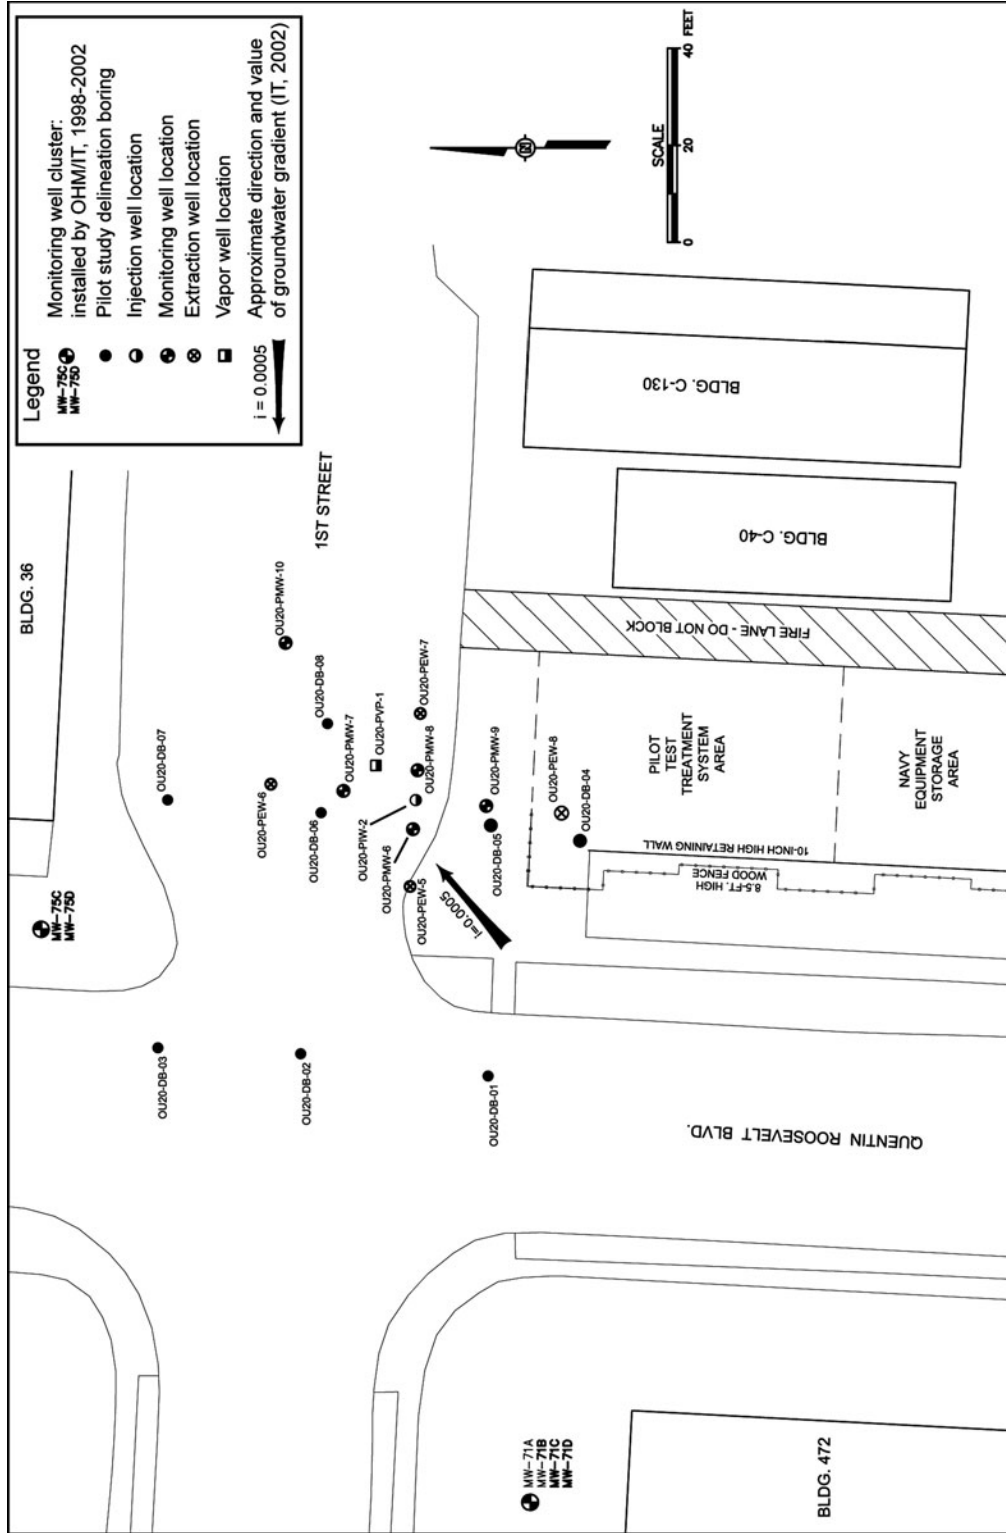 Legend
MW-75C
MW-75D
Monitoring well cluster:
installed by OHM/IT, 1998-2002
Pilot study delineation boring
Injection well location
Monitoring well location
Extraction well location
Vapor well location
i = 0.0005
Approximate direction and value
of groundwater gradient (IT, 2002)
BLDG. 36
MW-75C
MW-75D
1ST STREET
OU20-DB-03
OU20-DB-07
OU20-PMW-10
OU20-DB-02
OU20-PEW-6
OU20-DB-08
OU20-DB-06
OU20-PMW-7
OU20-PVP-1
OU20-PIW-2
OU20-PMW-6
OU20-PMW-8
OU20-PEW-7
OU20-PEW-5
i=0.0005
OU20-DB-01
OU20-DB-05
OU20-PMW-9
OU20-PEW-8
OU20-DB-04
SCALE
0
20
40 FEET
MW-71A
MW-71B
MW-71C
MW-71D
BLDG. 472
QUENTIN ROOSEVELT BLVD.
8.5-FT. HIGH
WOOD FENCE
10-INCH HIGH RETAINING WALL
PILOT
TEST
TREATMENT
SYSTEM
AREA
NAVY
EQUIPMENT
STORAGE
AREA
FIRE LANE - DO NOT BLOCK
BLDG. C-40
BLDG. C-130